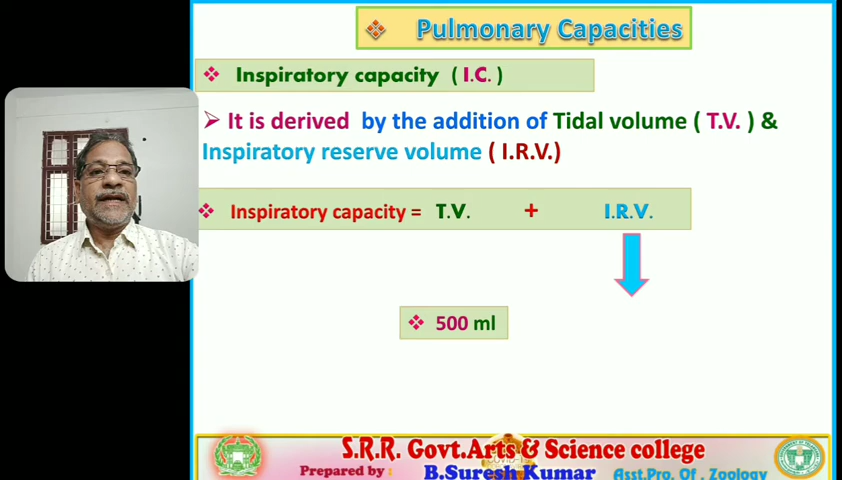 Pulmonary Capacities
Inspiratory capacity ( I.C. )
It is derived by the addition of Tidal volume ( T.V. ) &
Inspiratory reserve volume ( I.R.V.)
Inspiratory capacity = T.V. + I.R.V.
500 ml
S.R.R. Govt.Arts & Science college
Prepared by : B.Suresh Kumar Asst.Pro. Of . Zoology